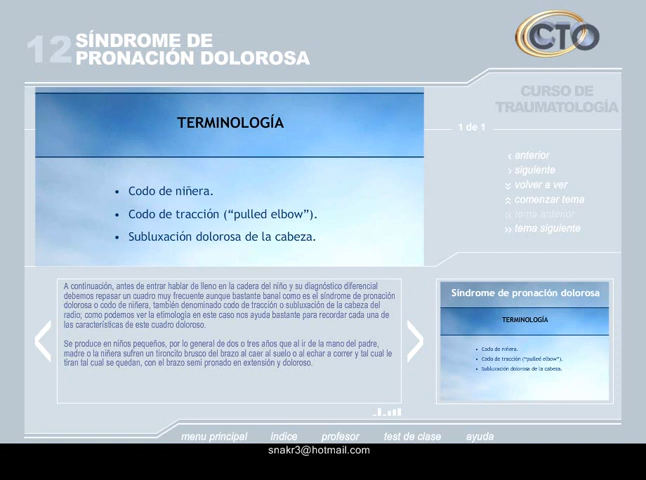 12 SÍNDROME DE
PRONACIÓN DOLOROSA
CTO
CURSO DE
TRAUMATOLOGÍA
1 de 1
TERMINOLOGÍA
• Codo de niñera.
• Codo de tracción (“pulled elbow”).
• Subluxación dolorosa de la cabeza.
‹ anterior
› siguiente
volver a ver
comenzar tema
tema anterior
›› tema siguiente
A continuación, antes de entrar hablar de lleno en la cadera del niño y su diagnóstico diferencial
debemos repasar un cuadro muy frecuente aunque bastante banal como es el síndrome de pronación
dolorosa o codo de niñera, también denominado codo de tracción o subluxación de la cabeza del
radio; como podemos ver la etimología en este caso nos ayuda bastante para recordar cada una de
las características de este cuadro doloroso.
Se produce en niños pequeños, por lo general de dos o tres años que al ir de la mano del padre,
madre o la niñera sufren un tironcito brusco del brazo al caer al suelo o al echar a correr y tal cual le
tiran tal cual se quedan, con el brazo semi pronado en extensión y doloroso.
Síndrome de pronación dolorosa
TERMINOLOGÍA
• Codo de niñera.
• Codo de tracción (“pulled elbow”).
• Subluxación dolorosa de la cabeza.
menu principal índice profesor test de clase ayuda
snakr3@hotmail.com